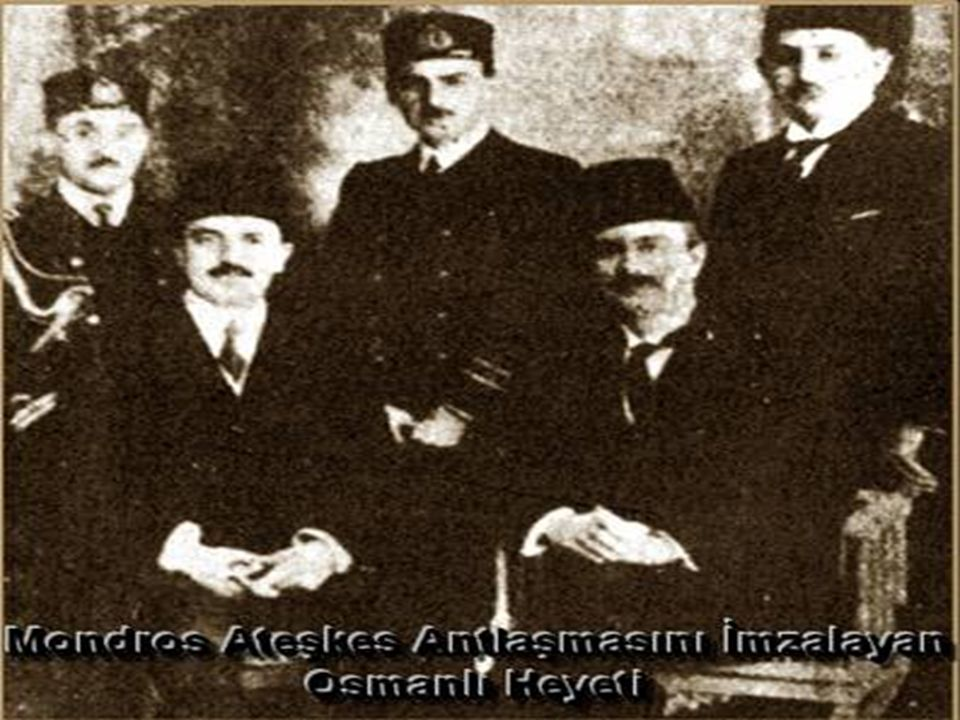 Mondros Ateşkes Antlaşmasını İmzalayan
Osmanlı Heyeti